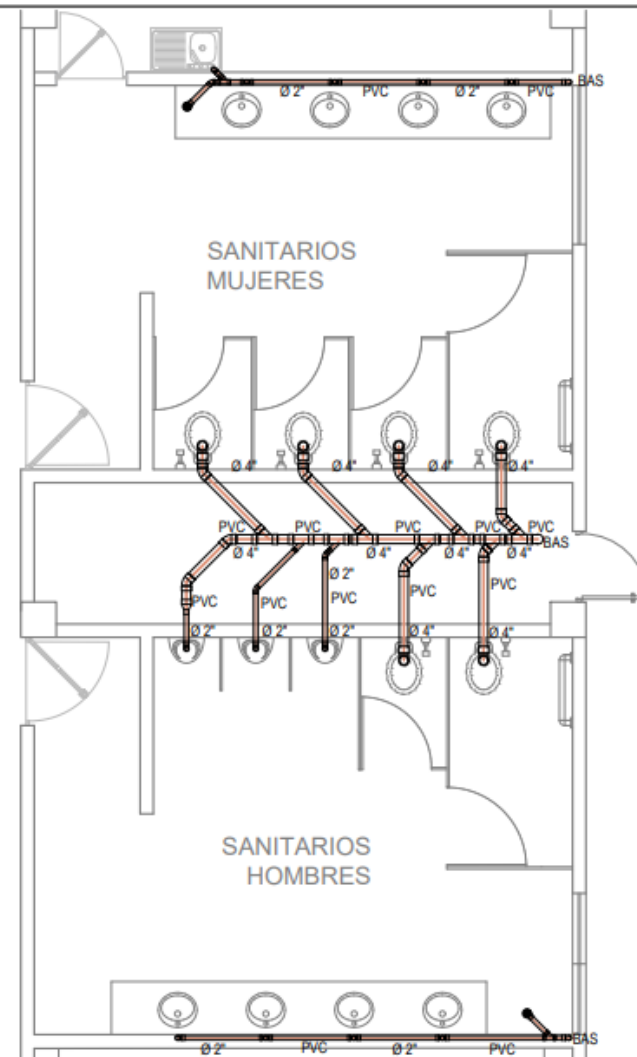 BAS
Ø 2"
PVC
Ø 2"
PVC
SANITARIOS
MUJERES
Ø 4"
Ø 4"
Ø 4"
Ø 4"
PVC
PVC
PVC
PVC
PVC
Ø 4"
Ø 4"
Ø 4"
Ø 4"
BAS
Ø 2"
PVC
PVC
PVC
PVC
PVC
Ø 2"
Ø 2"
Ø 2"
Ø 4"
Ø 4"
SANITARIOS
HOMBRES
BAS
Ø 2"
PVC
Ø 2"
PVC